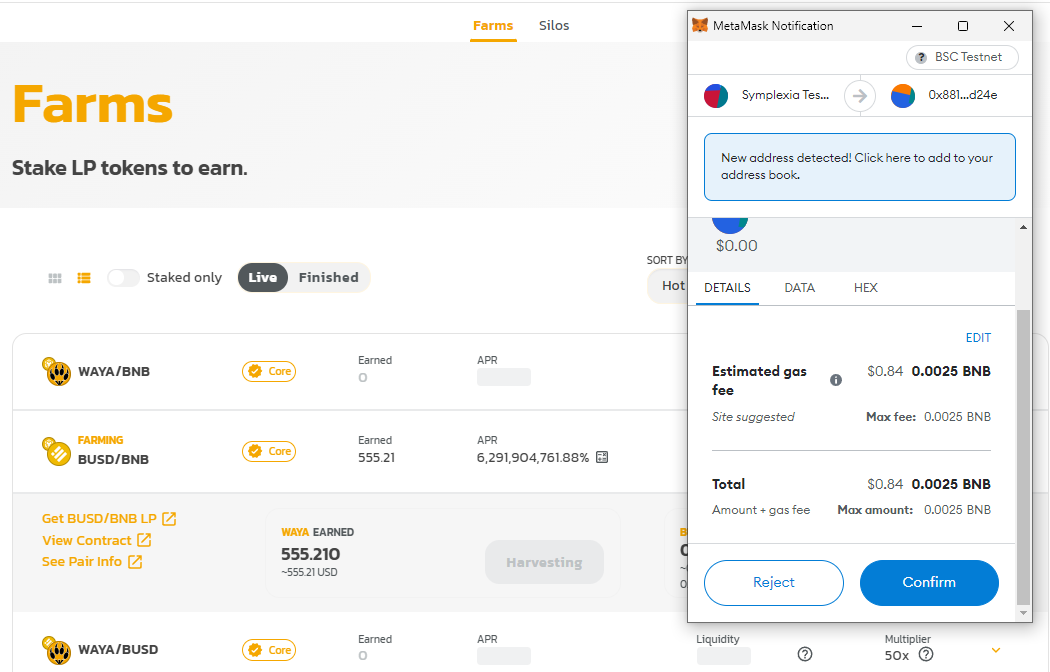 Farms
Silos
Farms
Stake LP tokens to earn.
Staked only
Live
Finished
SORT BY
Hot
WAYA/BNB
Core
Earned
0
APR
FARMING
BUSD/BNB
Core
Earned
555.21
APR
6,291,904,761.88%
Get BUSD/BNB LP
View Contract
See Pair Info
WAYA EARNED
555.210
~555.21 USD
Harvesting
WAYA/BUSD
Core
Earned
0
APR
Liquidity
Multiplier
50x
MetaMask Notification
BSC Testnet
Symplexia Tes...
0x881...d24e
New address detected! Click here to add to your
address book.
$0.00
DETAILS
DATA
HEX
EDIT
Estimated gas
fee
$0.84 0.0025 BNB
Site suggested
Max fee: 0.0025 BNB
Total
$0.84 0.0025 BNB
Amount + gas fee
Max amount: 0.0025 BNB
Reject
Confirm